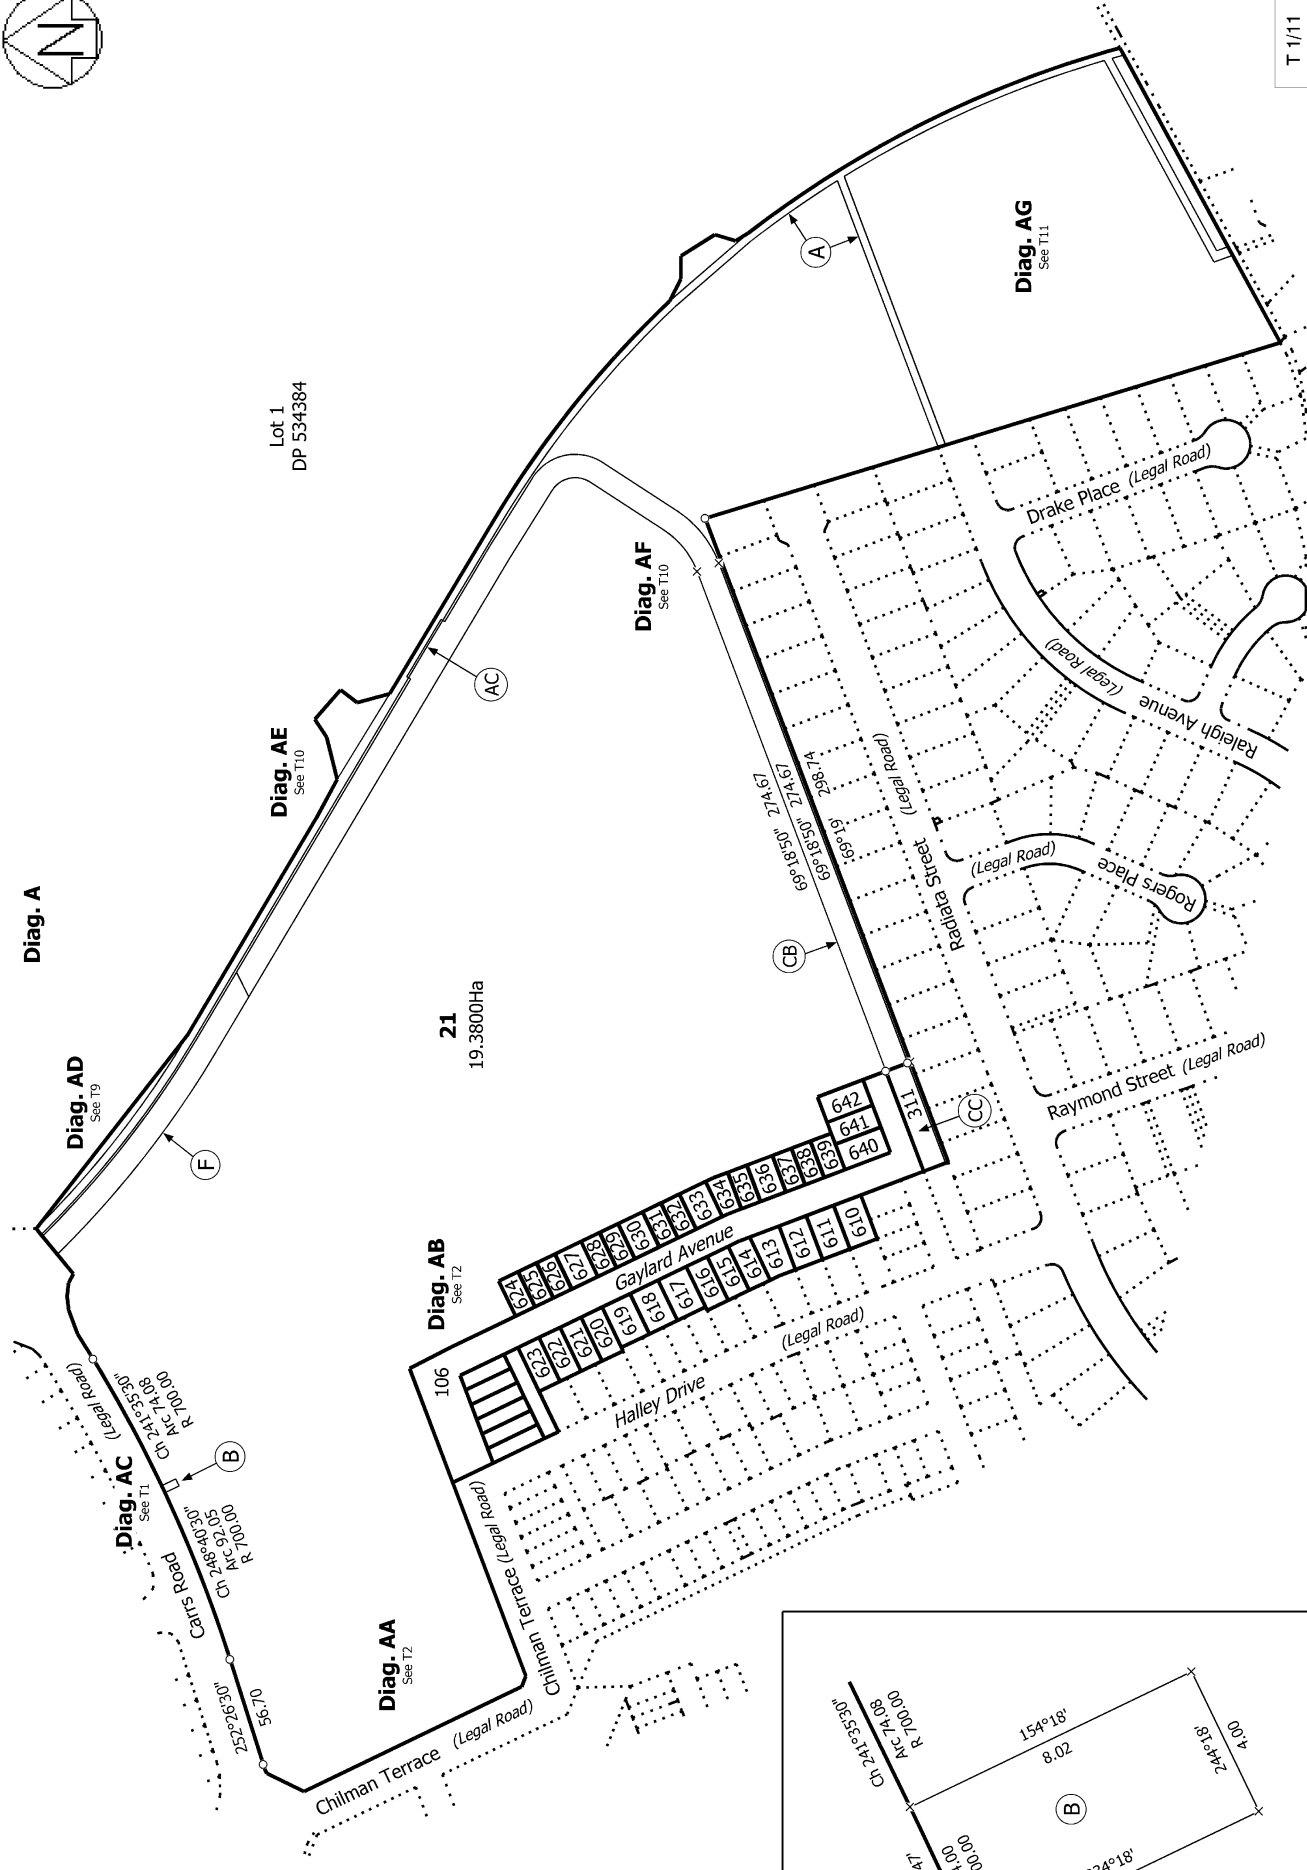 N
T 1/11
Diag. A
Lot 1
DP 534384
Diag. AC
See T1
Diag. AD
See T9
Diag. AE
See T10
Diag. AF
See T10
Diag. AG
See T11
Diag. AB
See T2
Diag. AA
See T2
21
19.3800Ha
A
AC
F
B
CB
CC
Carrs Road
(Legal Road)
252°26'30"
56.70
Ch 248°40'30"
Arc 92.05
R 700.00
Ch 241°35'30"
Arc 74.08
R 700.00
69°18'50" 274.67
69°18'50" 274.67
69°19'
298.74
106
311
610
611
612
613
614
615
616
617
618
619
620
621
622
623
624
625
626
627
628
629
630
631
632
633
634
635
636
637
638
639
640
641
642
Gaylard Avenue
Halley Drive
(Legal Road)
Chilman Terrace (Legal Road)
Chilman Terrace (Legal Road)
Radiata Street
(Legal Road)
Raymond Street (Legal Road)
Rogers Place
(Legal Road)
Raleigh Avenue
(Legal Road)
Drake Place (Legal Road)
Ch 241°35'30"
Arc 74.08
R 700.00
154°18'
8.02
244°18'
4.00
B